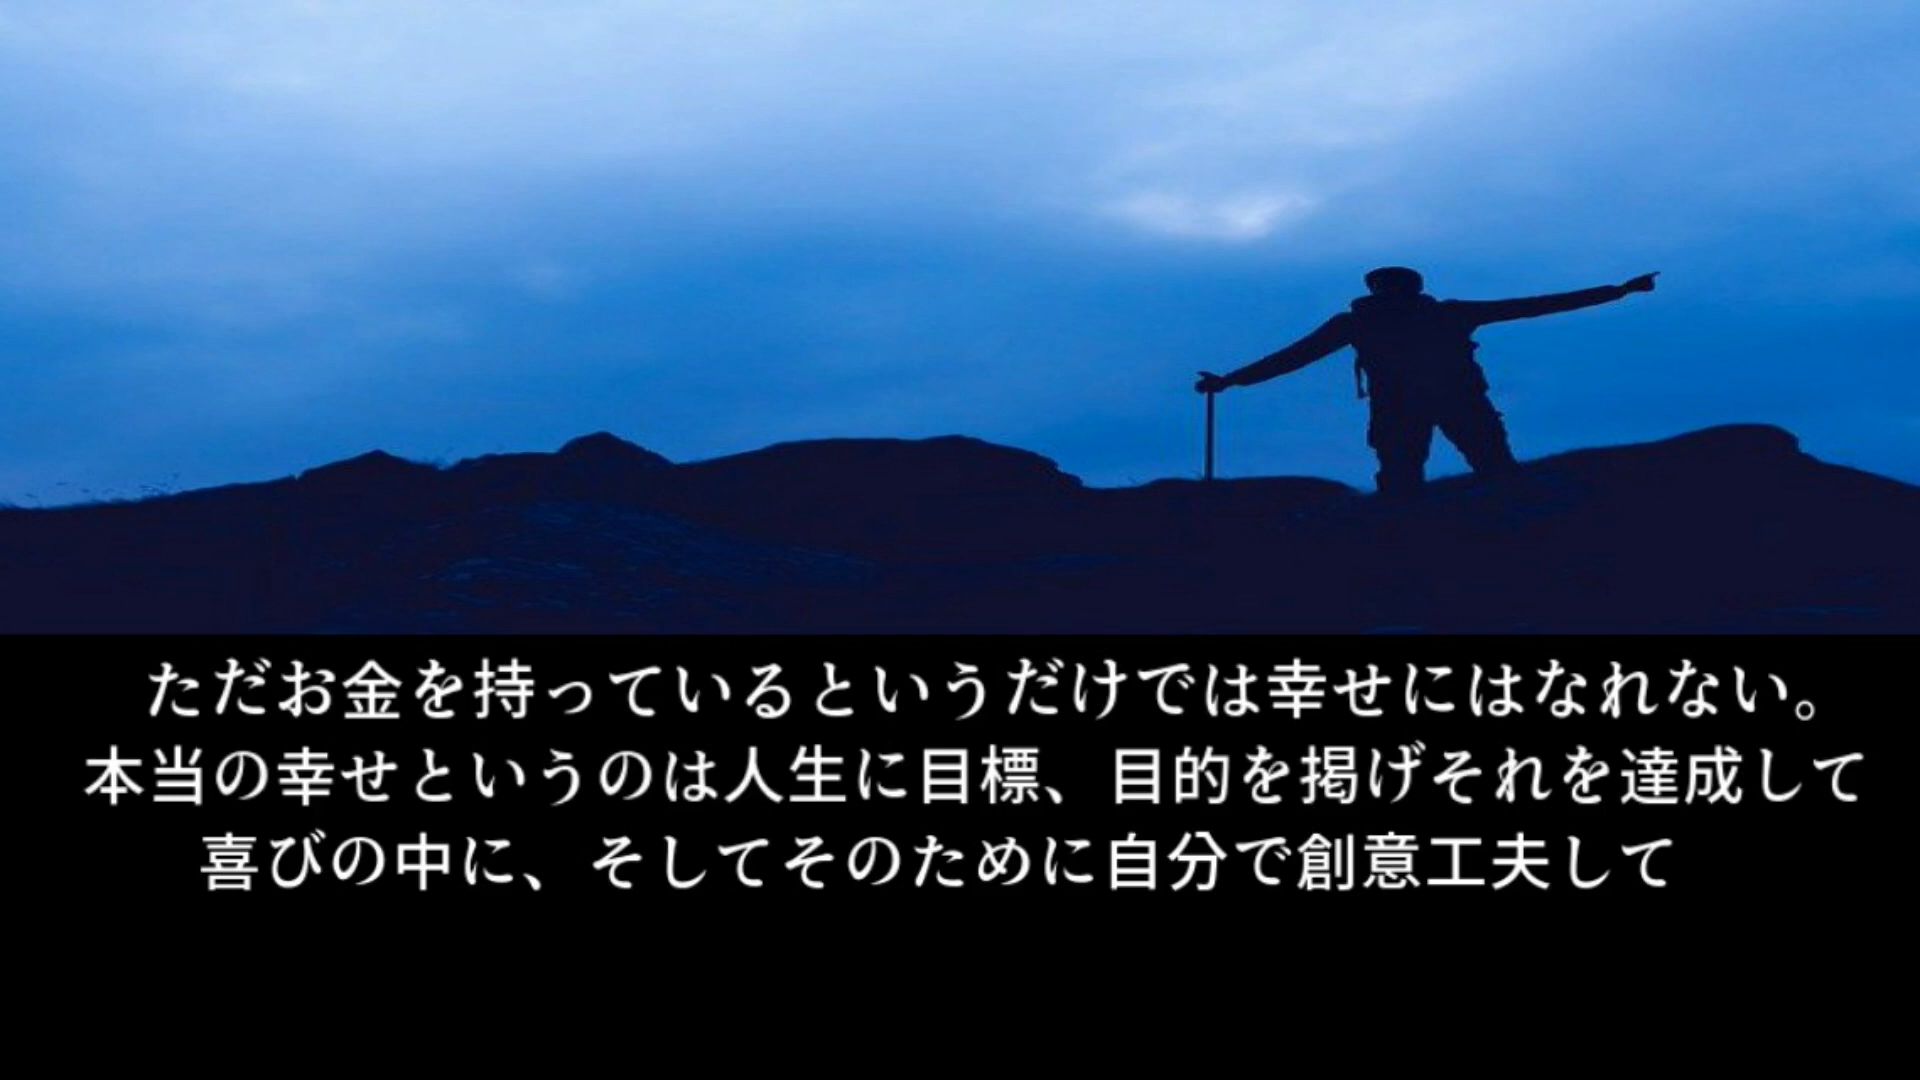 ただお金を持っているというだけでは幸せにはなれない。
本当の幸せというのは人生に目標、目的を掲げそれを達成して
喜びの中に、そしてそのために自分で創意工夫して